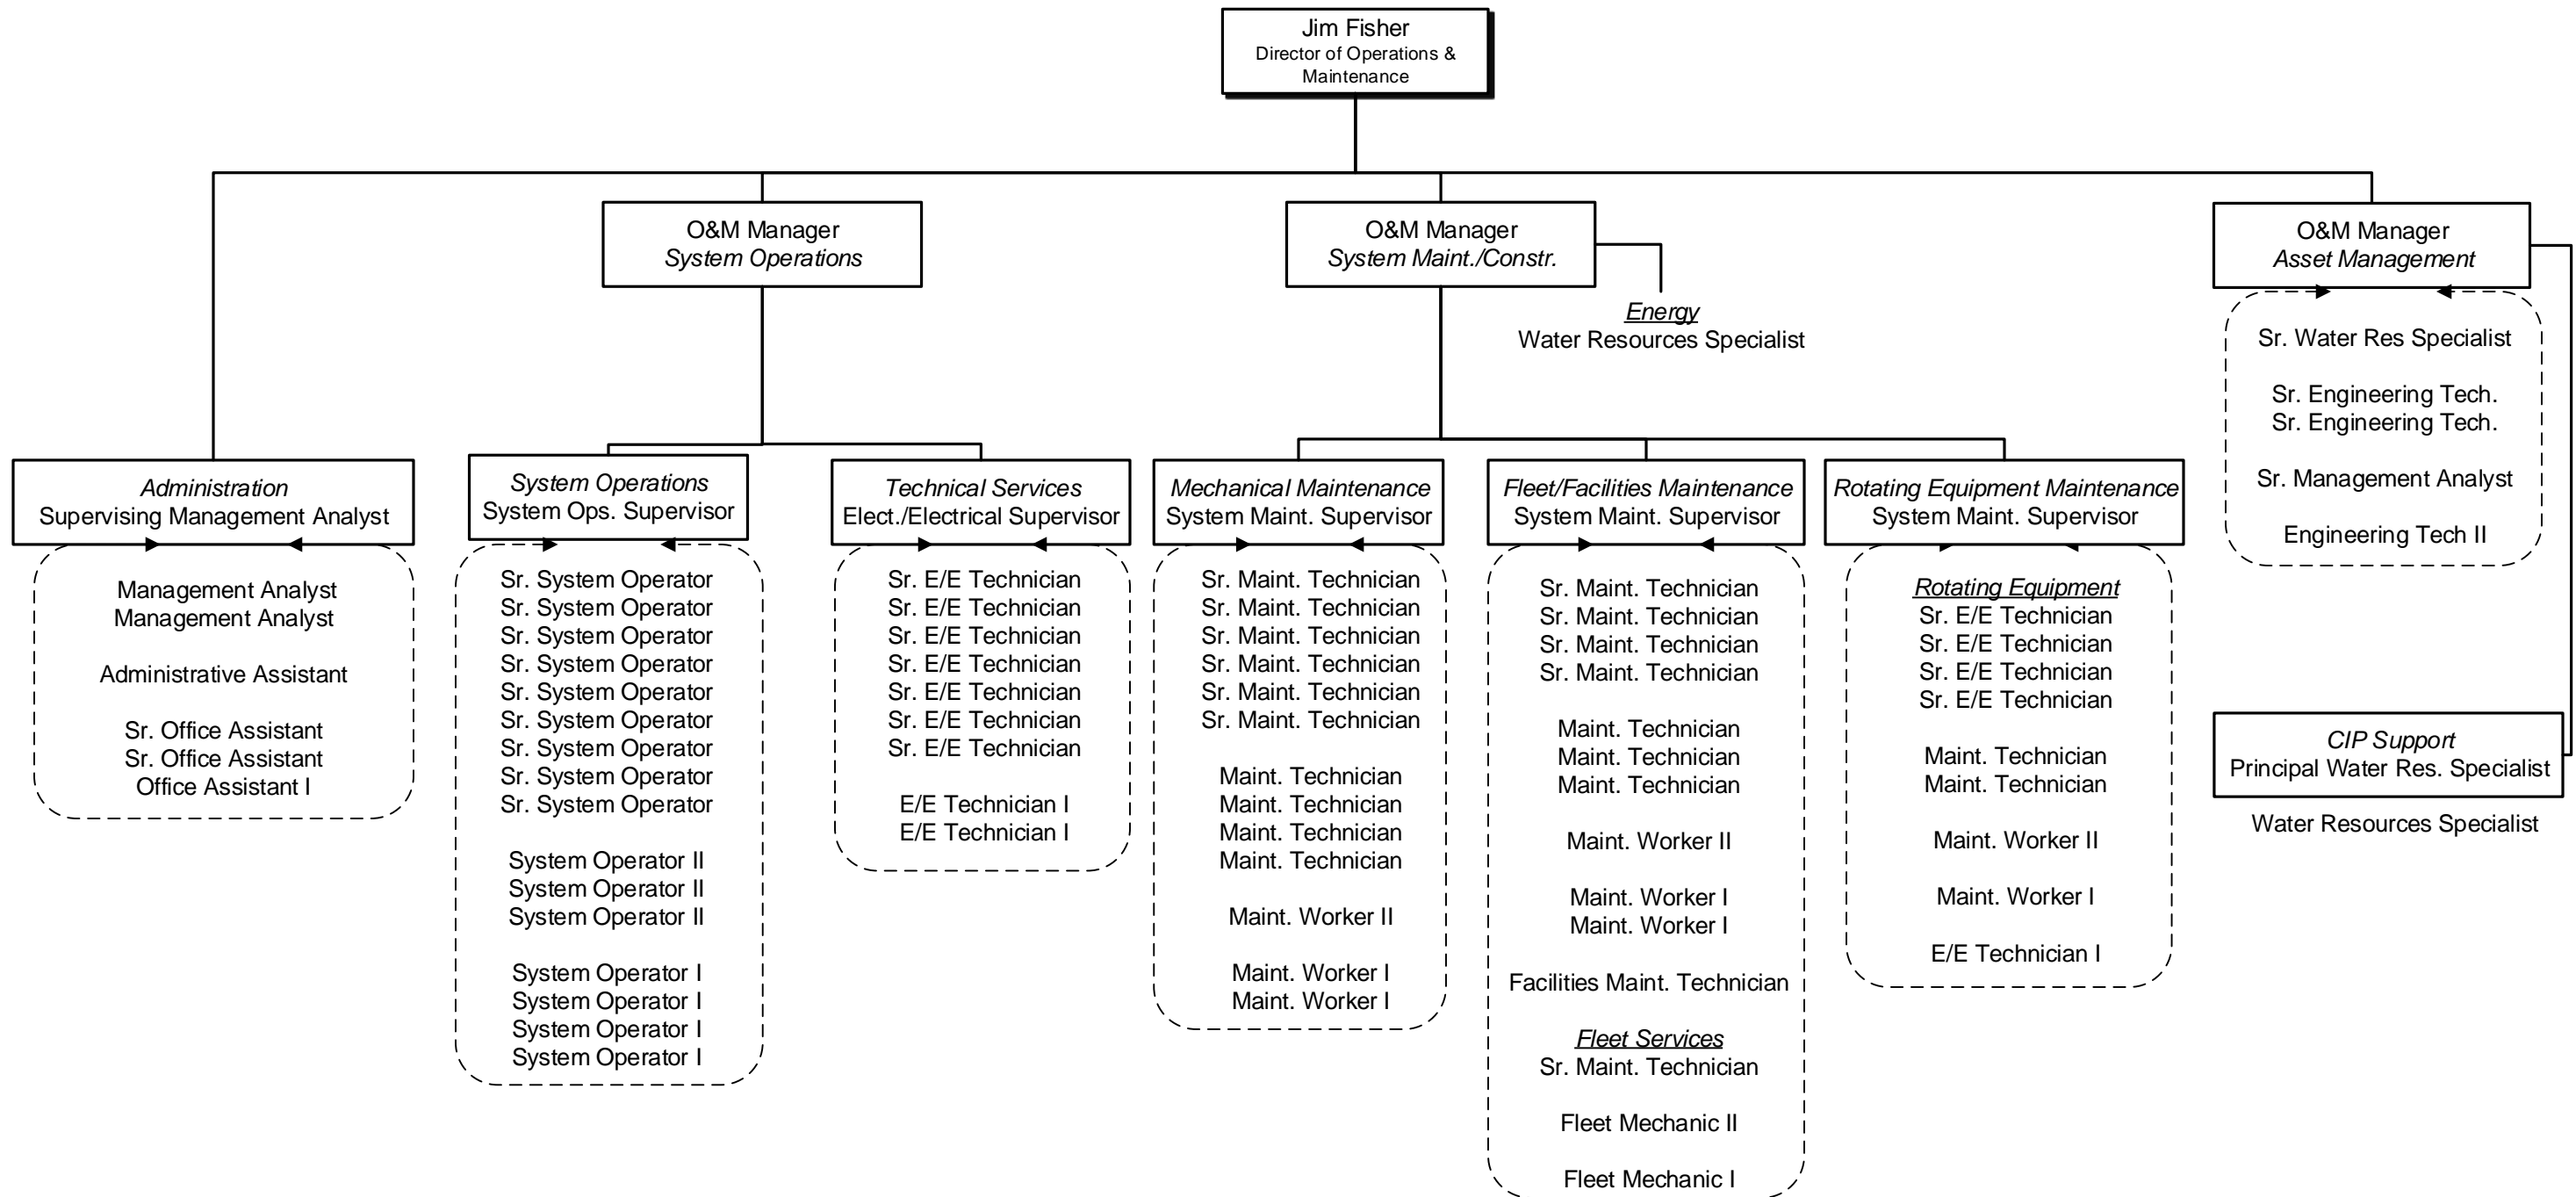 Jim Fisher
Director of Operations &
Maintenance
O&M Manager
System Operations
O&M Manager
System Maint./Constr.
O&M Manager
Asset Management
Energy
Water Resources Specialist
Sr. Water Res Specialist
Sr. Engineering Tech.
Sr. Engineering Tech.
Sr. Management Analyst
Engineering Tech II
Administration
Supervising Management Analyst
Management Analyst
Management Analyst
Administrative Assistant
Sr. Office Assistant
Sr. Office Assistant
Office Assistant I
System Operations
System Ops. Supervisor
Sr. System Operator
Sr. System Operator
Sr. System Operator
Sr. System Operator
Sr. System Operator
Sr. System Operator
Sr. System Operator
Sr. System Operator
Sr. System Operator
System Operator II
System Operator II
System Operator II
System Operator I
System Operator I
System Operator I
System Operator I
Technical Services
Elect./Electrical Supervisor
Sr. E/E Technician
Sr. E/E Technician
Sr. E/E Technician
Sr. E/E Technician
Sr. E/E Technician
Sr. E/E Technician
Sr. E/E Technician
E/E Technician I
E/E Technician I
Mechanical Maintenance
System Maint. Supervisor
Sr. Maint. Technician
Sr. Maint. Technician
Sr. Maint. Technician
Sr. Maint. Technician
Sr. Maint. Technician
Sr. Maint. Technician
Maint. Technician
Maint. Technician
Maint. Technician
Maint. Technician
Maint. Worker II
Maint. Worker I
Maint. Worker I
Fleet/Facilities Maintenance
System Maint. Supervisor
Sr. Maint. Technician
Sr. Maint. Technician
Sr. Maint. Technician
Sr. Maint. Technician
Maint. Technician
Maint. Technician
Maint. Technician
Maint. Worker II
Maint. Worker I
Maint. Worker I
Facilities Maint. Technician
Fleet Services
Sr. Maint. Technician
Fleet Mechanic II
Fleet Mechanic I
Rotating Equipment Maintenance
System Maint. Supervisor
Rotating Equipment
Sr. E/E Technician
Sr. E/E Technician
Sr. E/E Technician
Sr. E/E Technician
Maint. Technician
Maint. Technician
Maint. Worker II
Maint. Worker I
E/E Technician I
CIP Support
Principal Water Res. Specialist
Water Resources Specialist